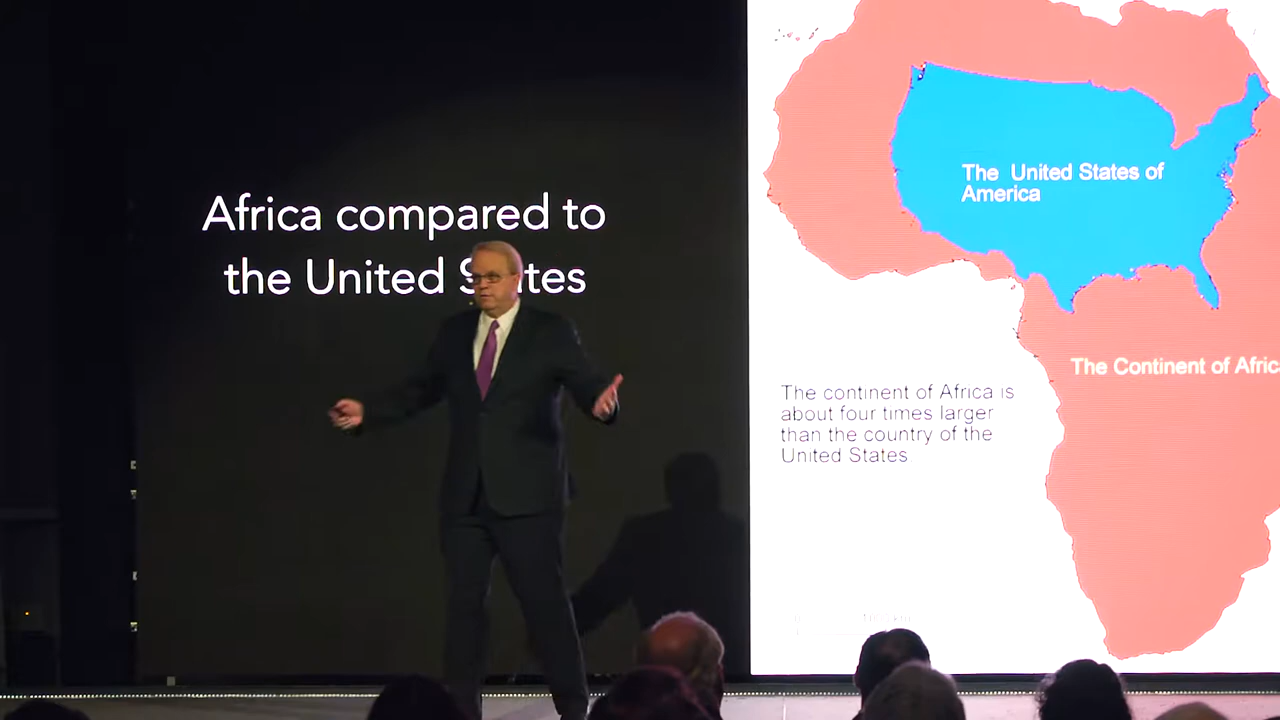 Africa compared to
the United States
The United States of
America
The Continent of Afric
The continent of Africa is
about four times larger
than the country of the
United States